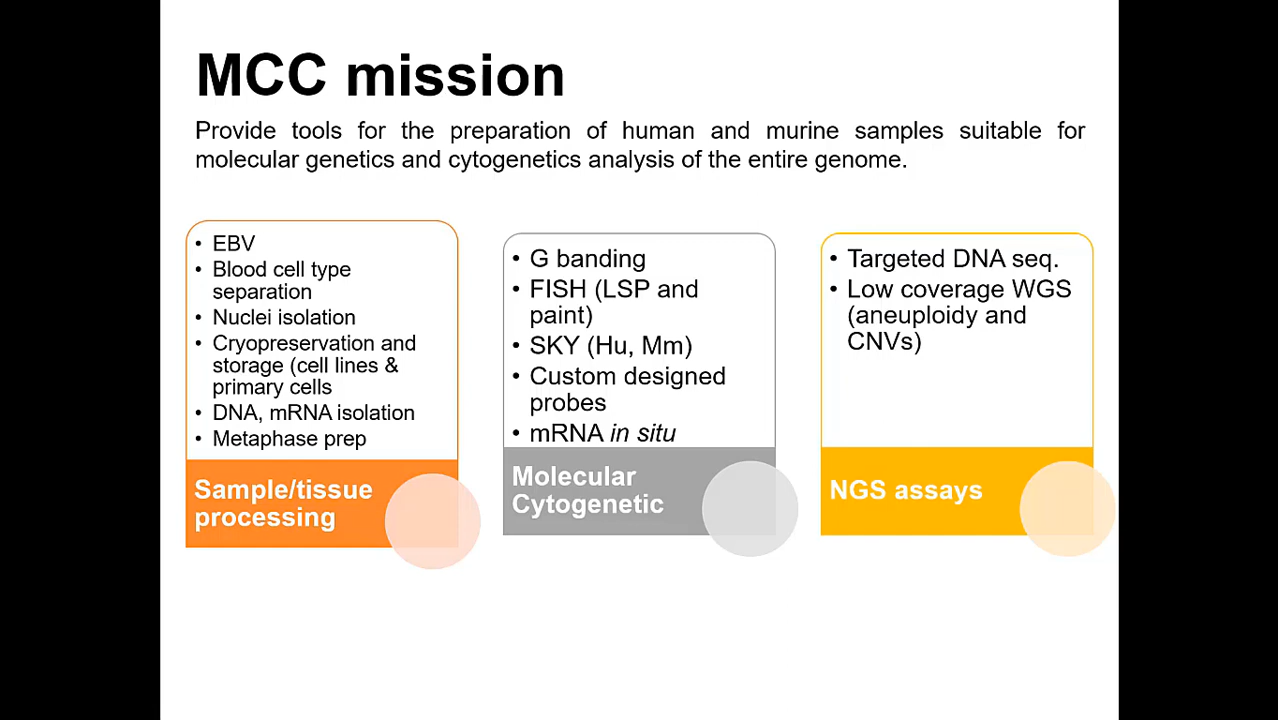 MCC mission
Provide tools for the preparation of human and murine samples suitable for
molecular genetics and cytogenetics analysis of the entire genome.
• EBV
• Blood cell type
separation
• Nuclei isolation
• Cryopreservation and
storage (cell lines &
primary cells
• DNA, mRNA isolation
• Metaphase prep
Sample/tissue
processing
• G banding
• FISH (LSP and
paint)
• SKY (Hu, Mm)
• Custom designed
probes
• mRNA in situ
Molecular
Cytogenetic
• Targeted DNA seq.
• Low coverage WGS
(aneuploidy and
CNVs)
NGS assays